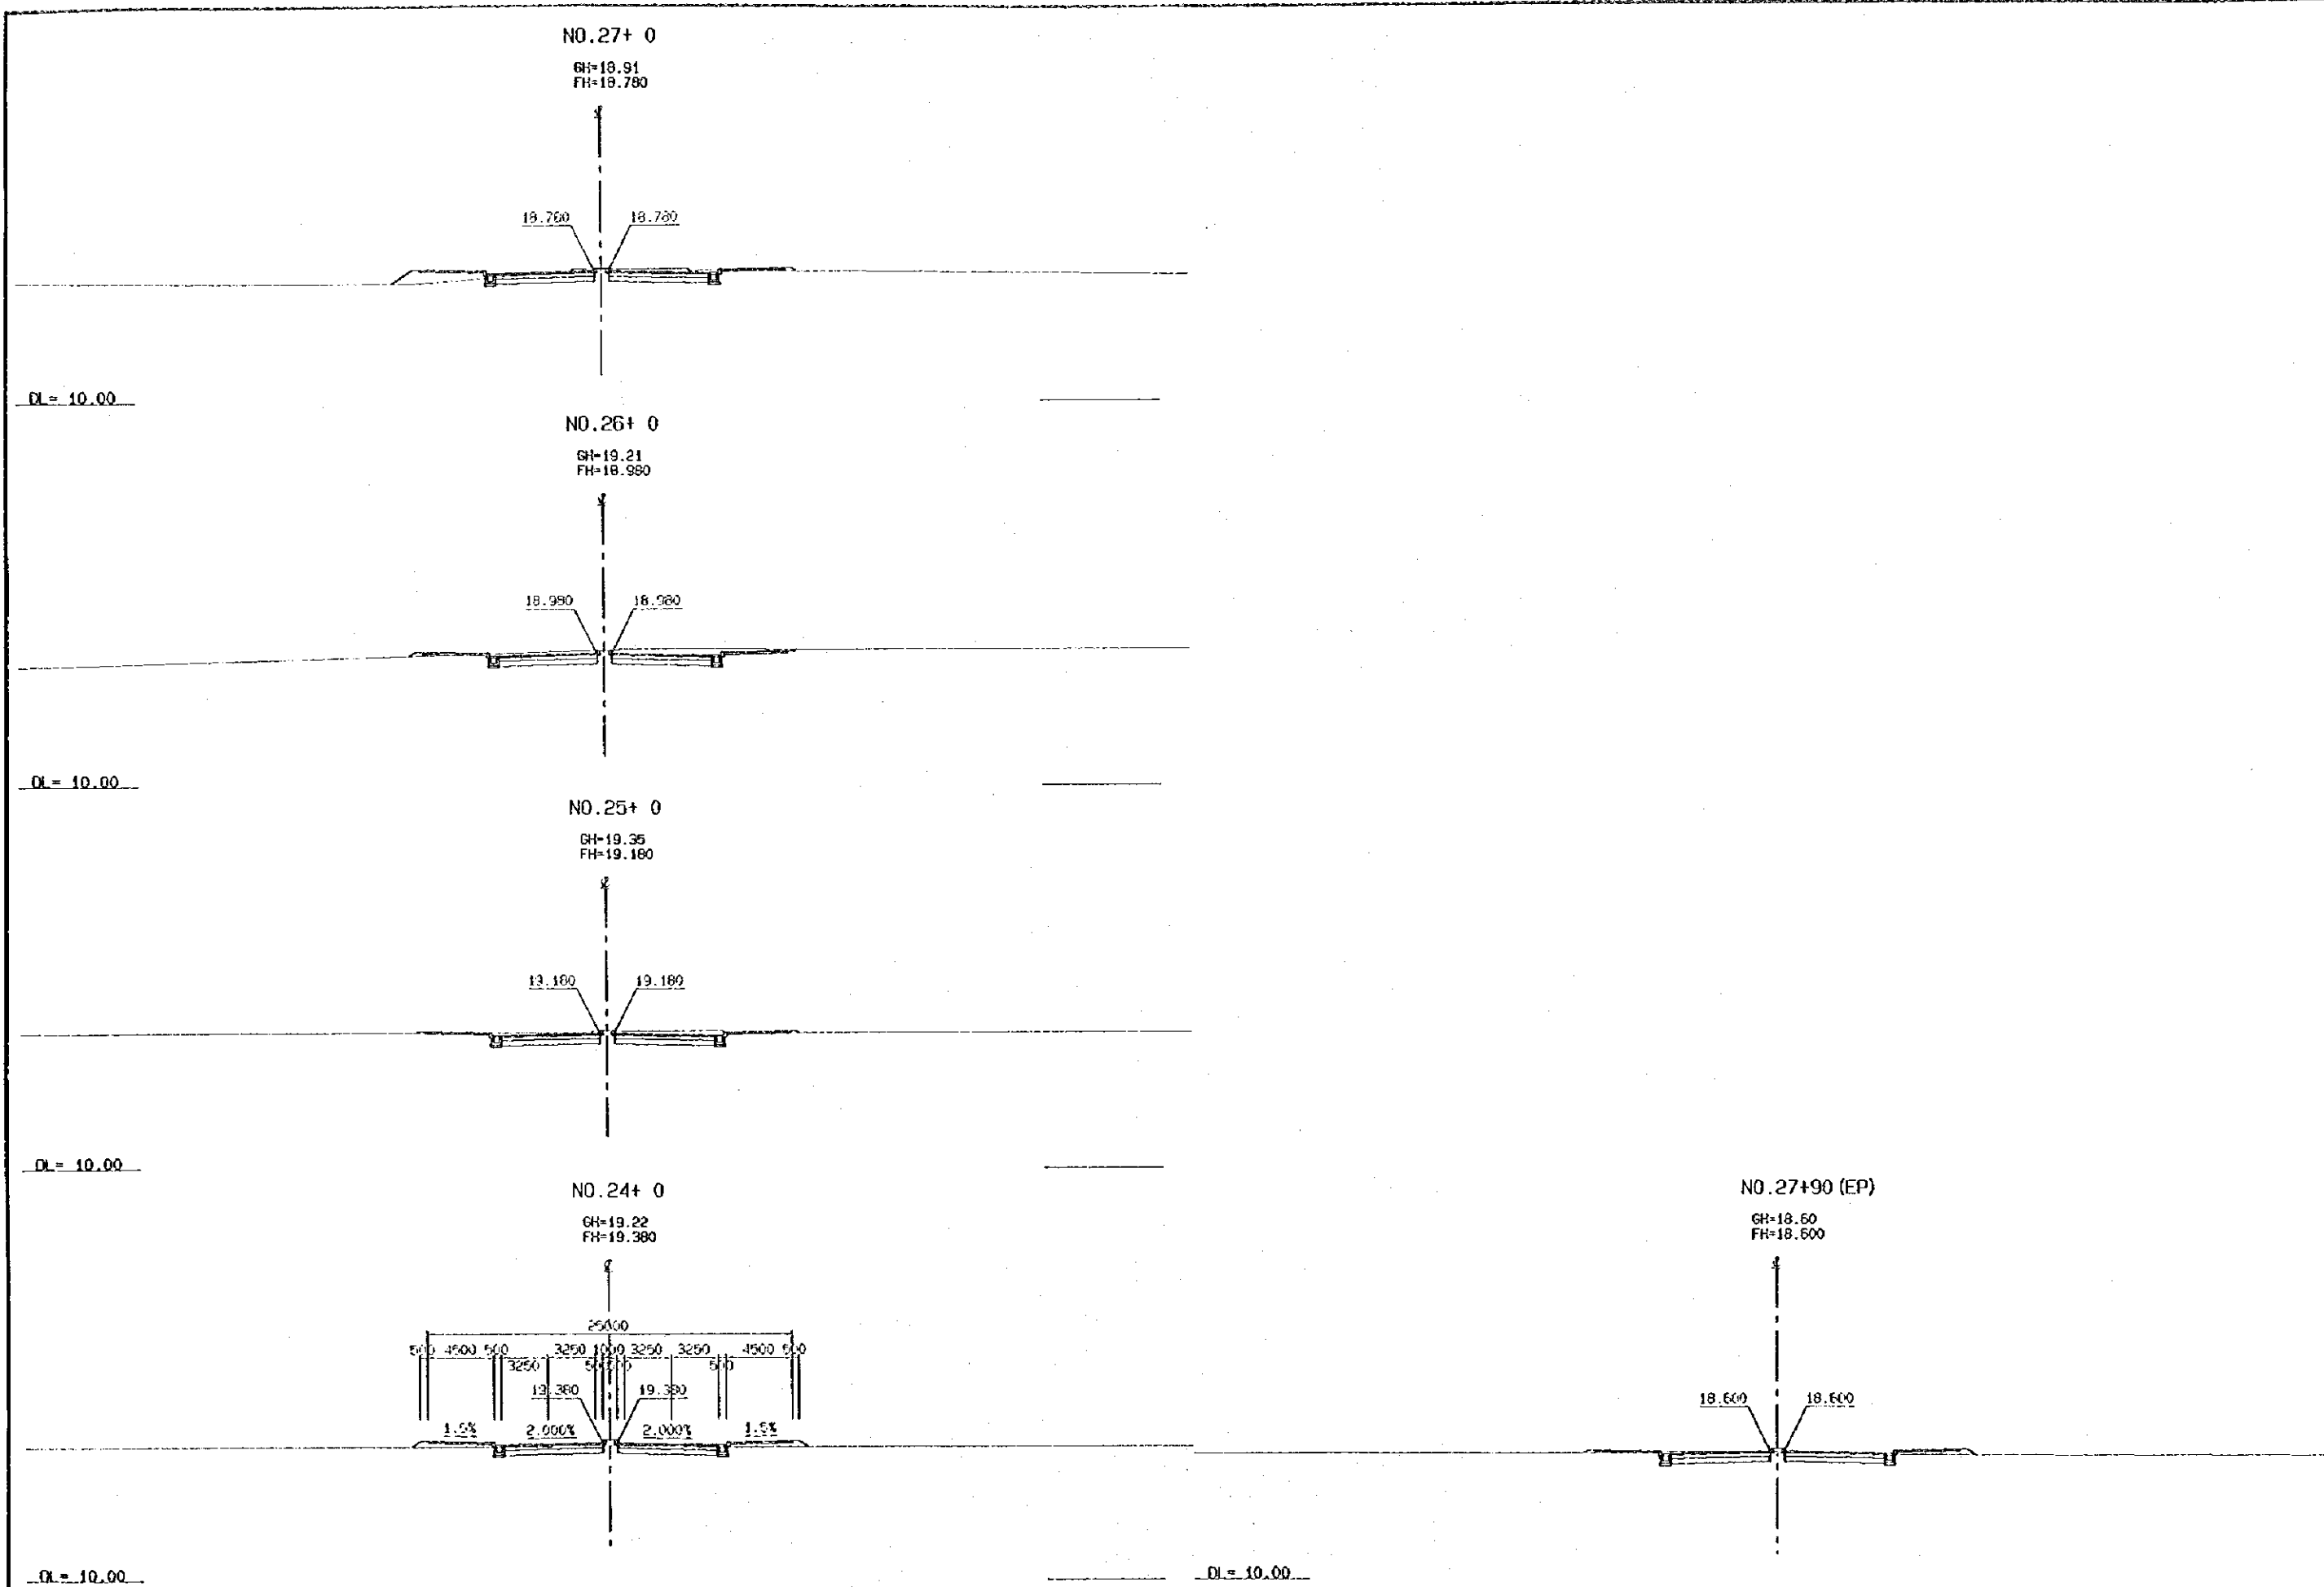 NO.27+ 0
GH=18.91
FH=18.780
18.780 18.780
DL= 10.00
NO.26+ 0
GH=19.21
FH=18.980
18.980 18.980
DL= 10.00
NO.25+ 0
GH=19.35
FH=19.180
19.180 19.180
DL= 10.00
NO.24+ 0
GH=19.22
FH=19.380
25000
500 4500 500 3250 1000 3250 3250 4500 500
3250 500 500 500
19.380 19.380
1.5% 2.000% 2.000% 1.5%
DL= 10.00
NO.27+90 (EP)
GH=18.60
FH=18.600
18.600 18.600
DL= 10.00